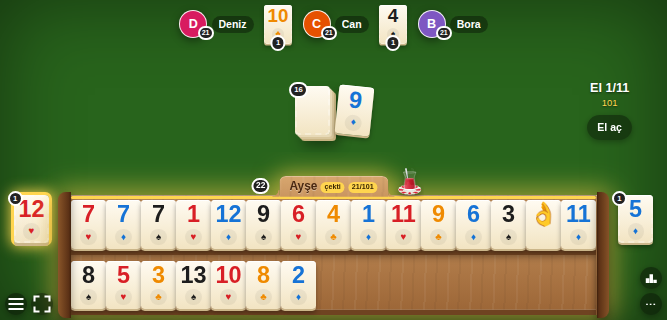 D 21 Deniz 10 1 C 21 Can 4 1 B 21 Bora
16 9
El 1/11
101
El aç
22 Ayşe çekti 21/101
1 12 7 7 7 1 12 9 6 4 1 11 9 6 3 11 1 5
8 5 3 13 10 8 2